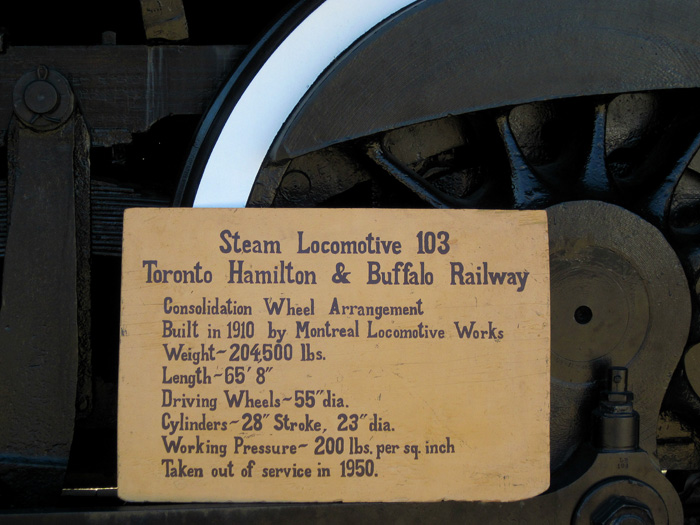 Steam Locomotive 103
Toronto Hamilton & Buffalo Railway
Consolidation Wheel Arrangement
Built in 1910 by Montreal Locomotive Works
Weight~204,500 lbs.
Length~65' 8"
Driving Wheels~55" dia.
Cylinders~28" Stroke, 23" dia.
Working Pressure~200 lbs. per sq. inch
Taken out of service in 1950.